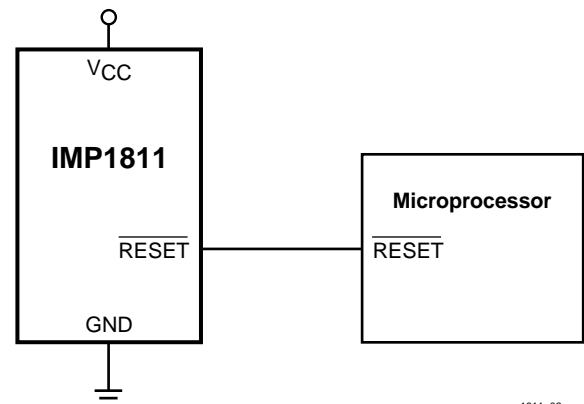 VCC
IMP1811
Microprocessor
RESET
RESET
GND